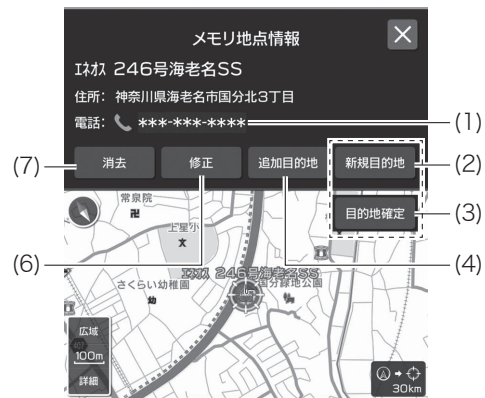 メモリ地点情報
エネオス 246号海老名SS
住所: 神奈川県海老名市国分北3丁目
電話: ***-***-****
(1)
(7) 消去 修正 追加目的地 新規目的地 (2)
目的地確定 (3)
常泉院
上星小
文
(6)
エネオス 246号海老名SS
(4)
さくらい幼稚園
国分緑地公園
幼
広域
100m
詳細
30km